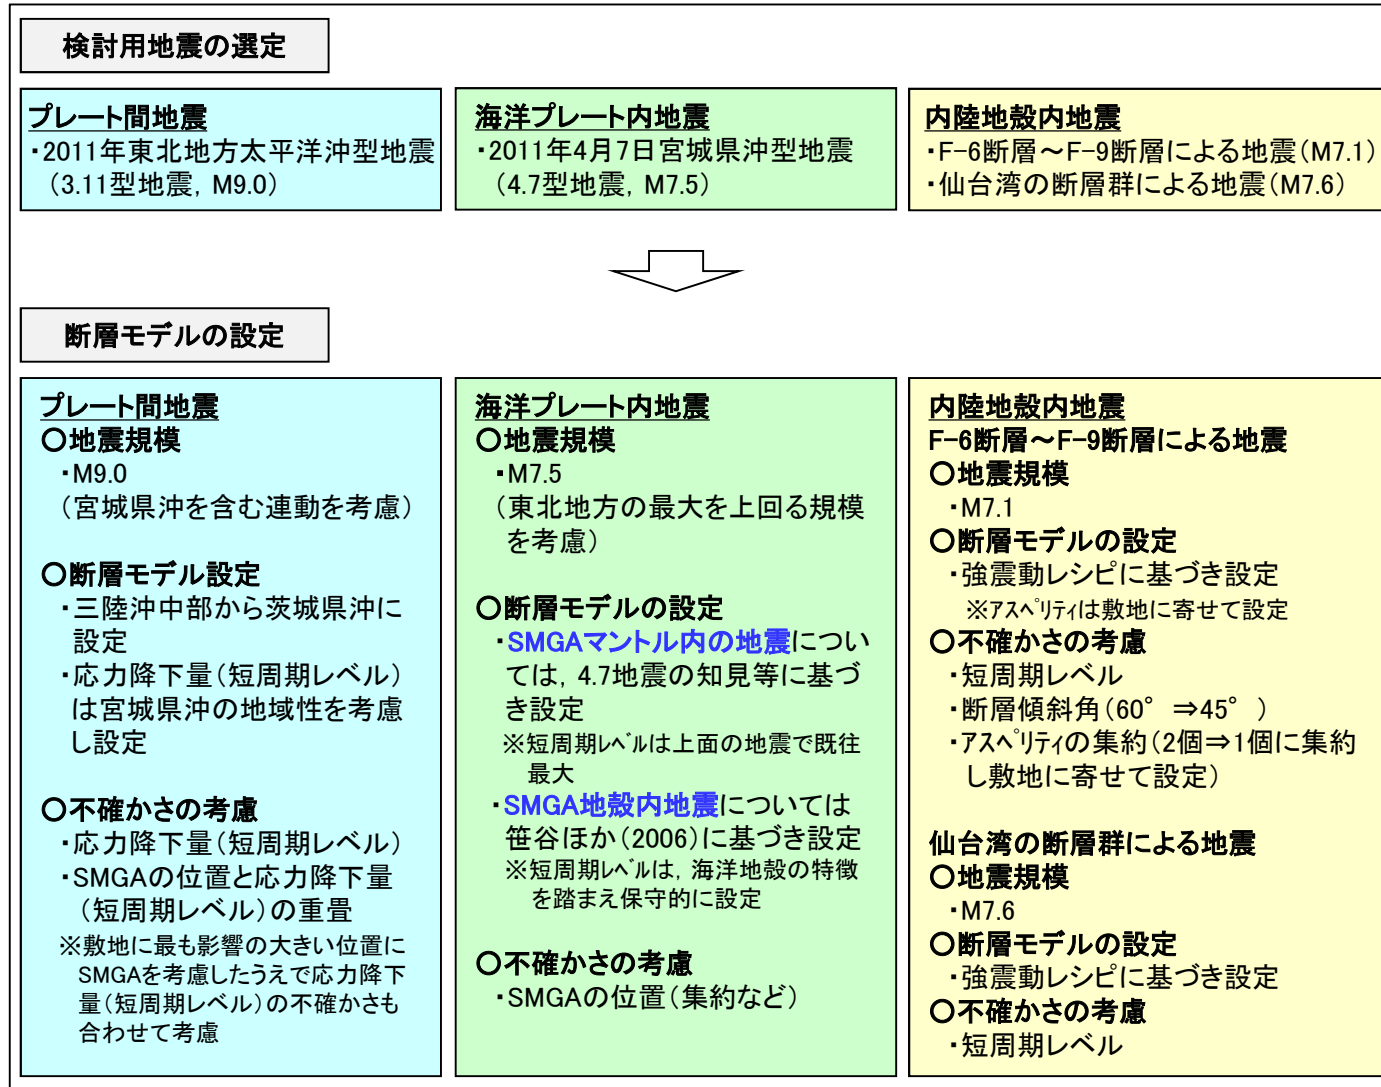 検討用地震の選定
プレート間地震
・2011年東北地方太平洋沖型地震
（3.11型地震，M9.0）
海洋プレート内地震
・2011年4月7日宮城県沖型地震
（4.7型地震，M7.5）
内陸地殻内地震
・F-6断層～F-9断層による地震（M7.1）
・仙台湾の断層群による地震（M7.6）
断層モデルの設定
プレート間地震
〇地震規模
・M9.0
（宮城県沖を含む連動を考慮）
〇断層モデル設定
・三陸沖中部から茨城県沖に
設定
・応力降下量（短周期レベル）
は宮城県沖の地域性を考慮
し設定
〇不確かさの考慮
・応力降下量（短周期レベル）
・SMGAの位置と応力降下量
（短周期レベル）の重畳
※敷地に最も影響の大きい位置に
SMGAを考慮したうえで応力降下
量（短周期レベル）の不確かさも
合わせて考慮
海洋プレート内地震
〇地震規模
・M7.5
（東北地方の最大を上回る規模
を考慮）
〇断層モデルの設定
・SMGAマントル内の地震につい
ては，4.7地震の知見等に基づ
き設定
※短周期ﾚﾍﾞﾙは上面の地震で既往
最大
・SMGA地殻内地震については
笹谷ほか（2006）に基づき設定
※短周期ﾚﾍﾞﾙは，海洋地殻の特徴
を踏まえ保守的に設定
〇不確かさの考慮
・SMGAの位置（集約など）
内陸地殻内地震
F-6断層～F-9断層による地震
〇地震規模
・M7.1
〇断層モデルの設定
・強震動レシピに基づき設定
※ｱｽﾍﾟﾘﾃｨは敷地に寄せて設定
〇不確かさの考慮
・短周期レベル
・断層傾斜角（60°⇒45°）
・ｱｽﾍﾟﾘﾃｨの集約（2個⇒1個に集約
し敷地に寄せて設定）
仙台湾の断層群による地震
〇地震規模
・M7.6
〇断層モデルの設定
・強震動レシピに基づき設定
〇不確かさの考慮
・短周期レベル